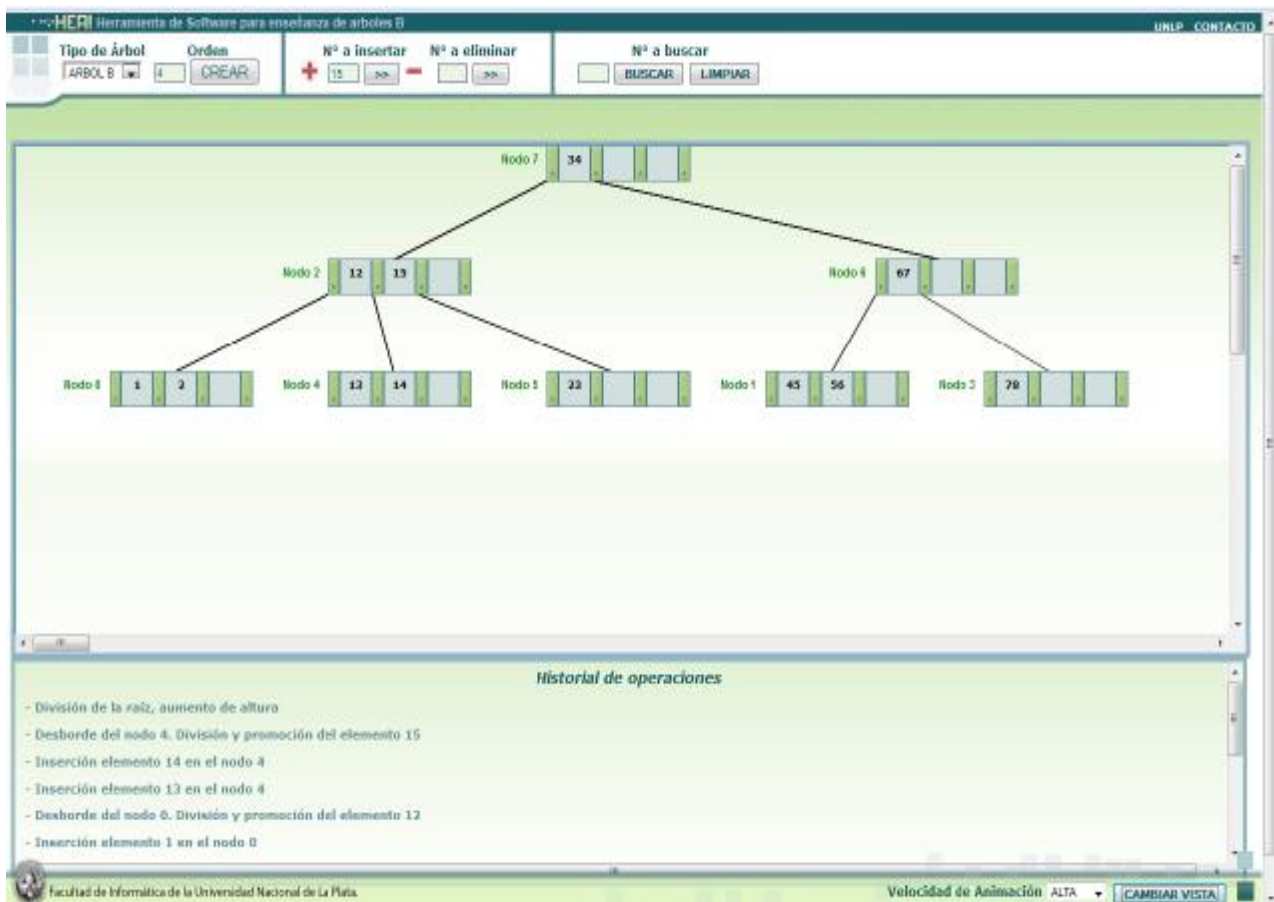 HERI Herramienta de Software para enseñanza de arboles B
UNLP CONTACTO
Tipo de Árbol Orden Nº a insertar Nº a eliminar Nº a buscar
ARBOL B 4 CREAR + 15 >> - >> BUSCAR LIMPIAR
Nodo 7 34
Nodo 2 12 15
Nodo 6 67
Nodo 0 1 2
Nodo 4 13 14
Nodo 5 23
Nodo 1 45 56
Nodo 3 78
Historial de operaciones
- División de la raíz, aumento de altura
- Desborde del nodo 4. División y promoción del elemento 15
- Inserción elemento 14 en el nodo 4
- Inserción elemento 13 en el nodo 4
- Desborde del nodo 0. División y promoción del elemento 12
- Inserción elemento 1 en el nodo 0
Facultad de Informática de la Universidad Nacional de La Plata.
Velocidad de Animación ALTA CAMBIAR VISTA